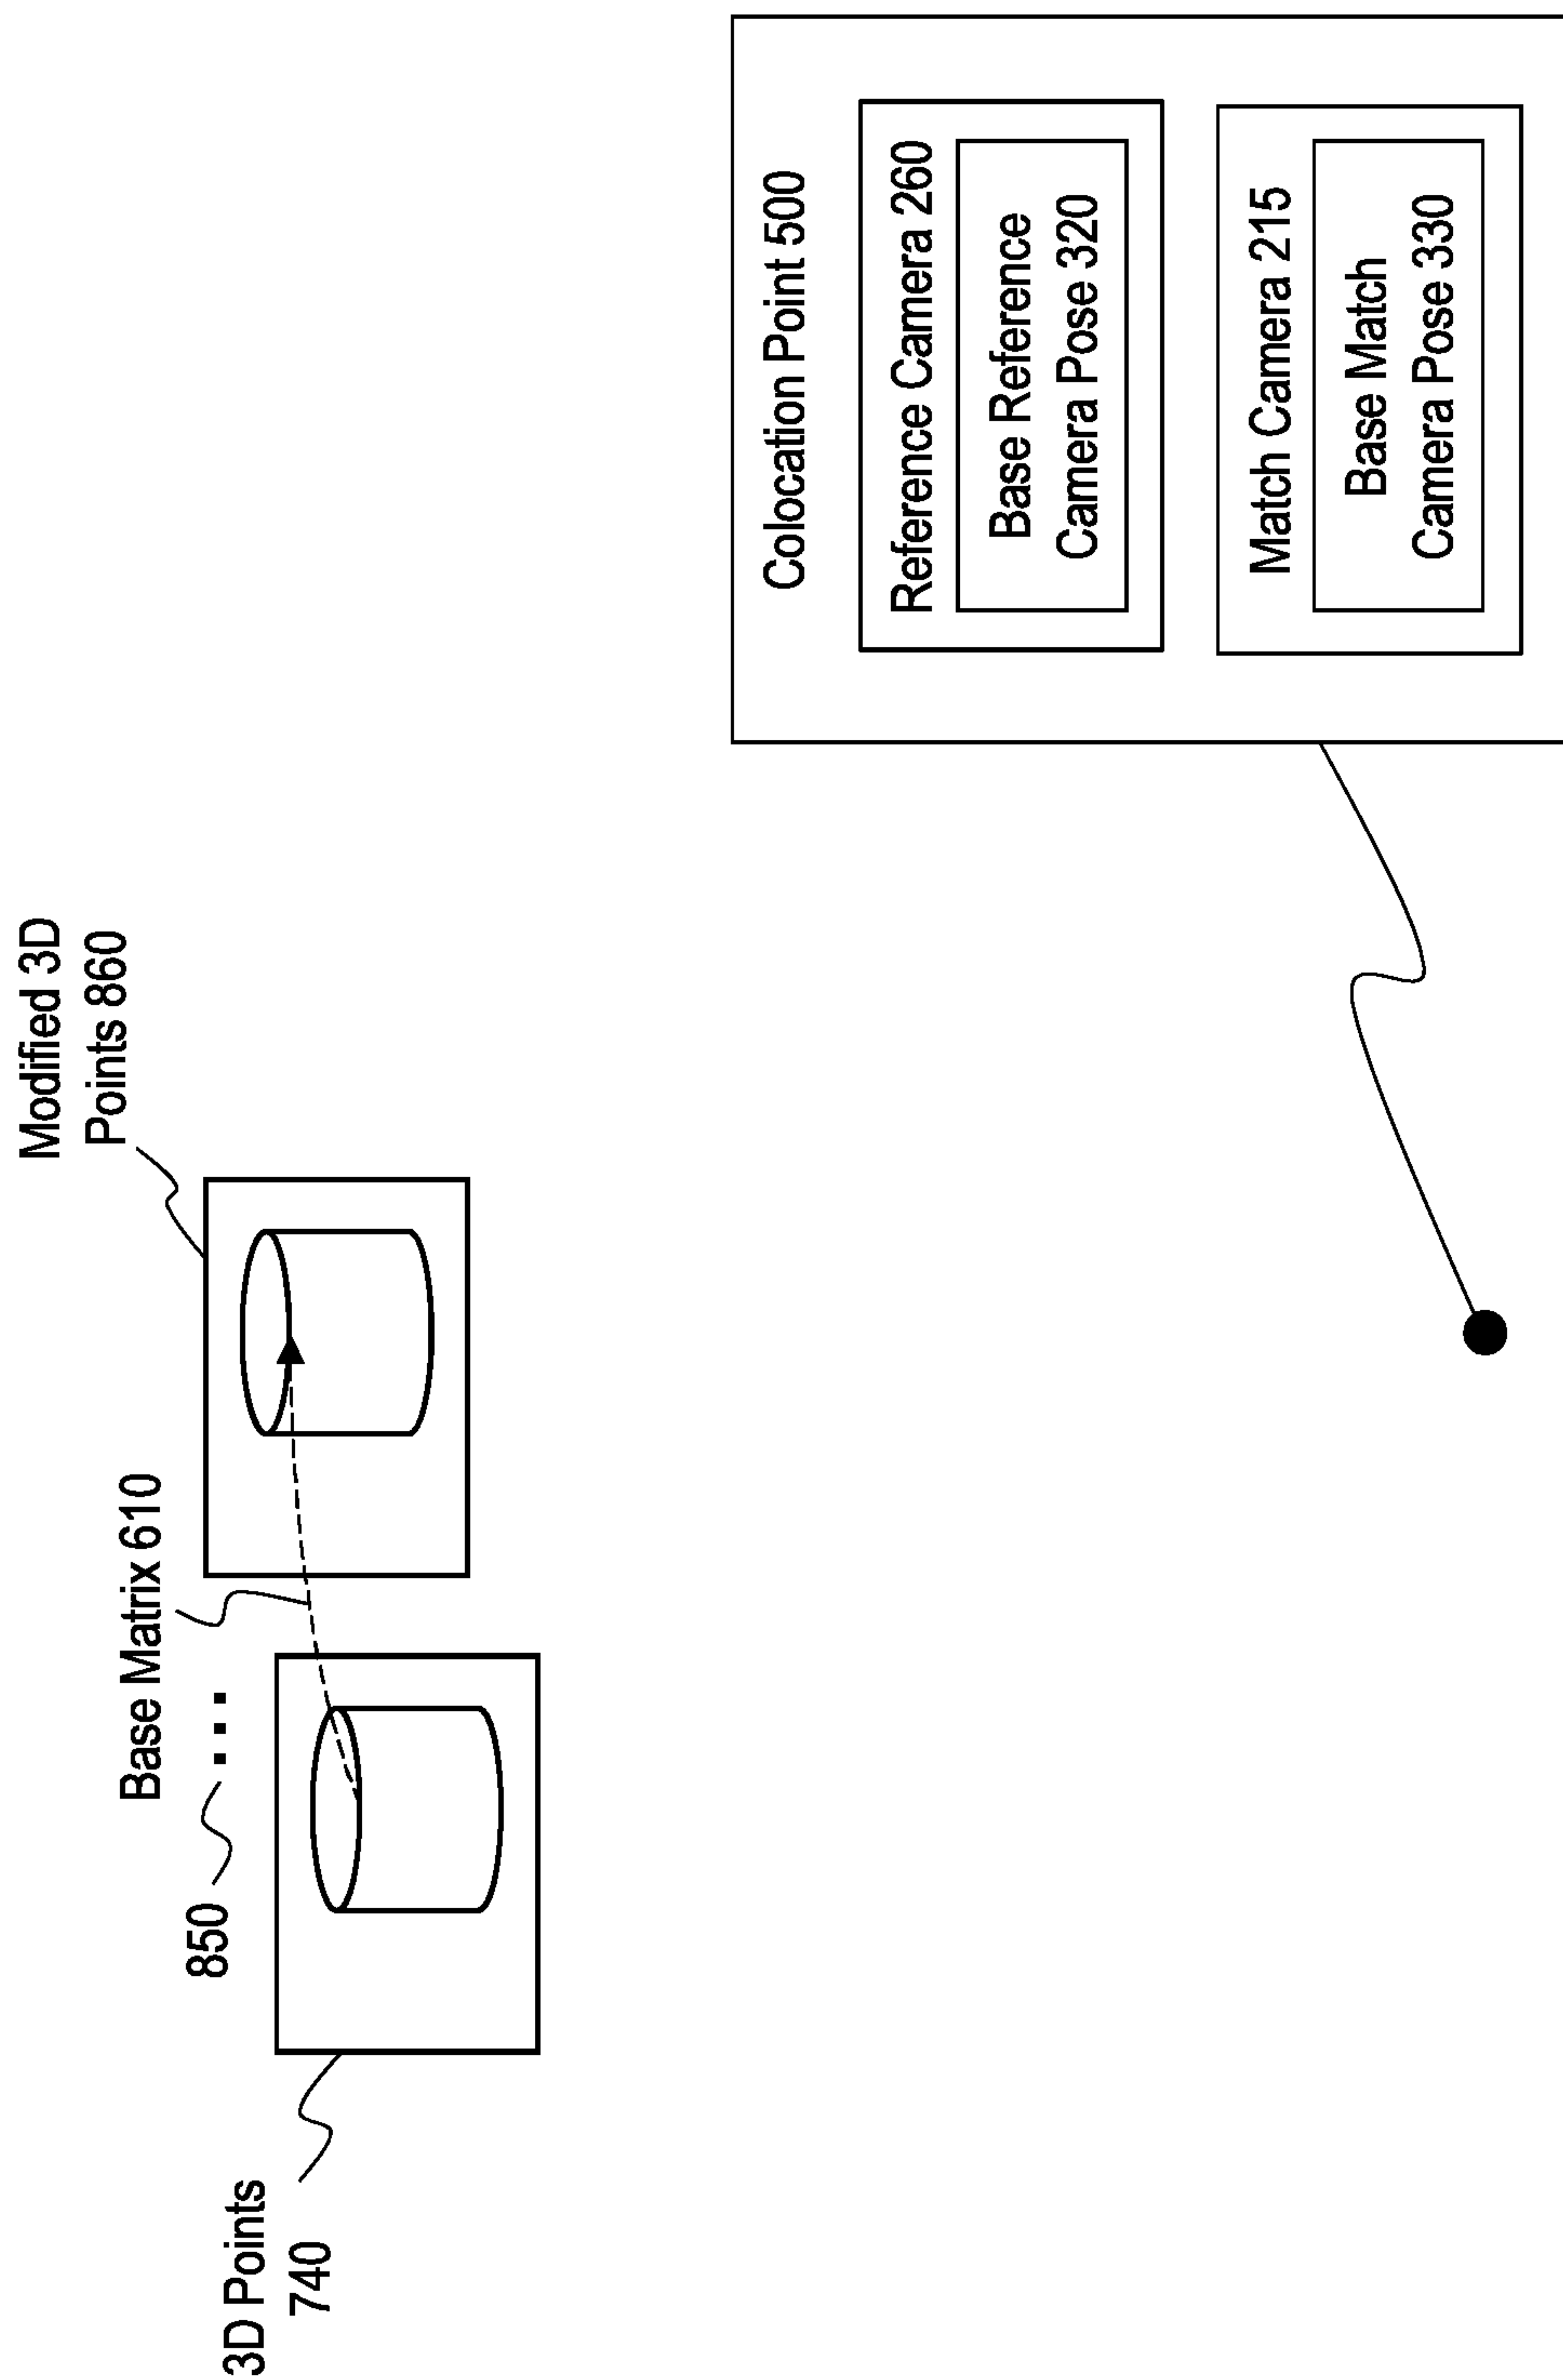 Modified 3D
Points 860
Base Matrix 610
850
3D Points
740
Colocation Point 500
Reference Camera 260
Base Reference
Camera Pose 320
Match Camera 215
Base Match
Camera Pose 330